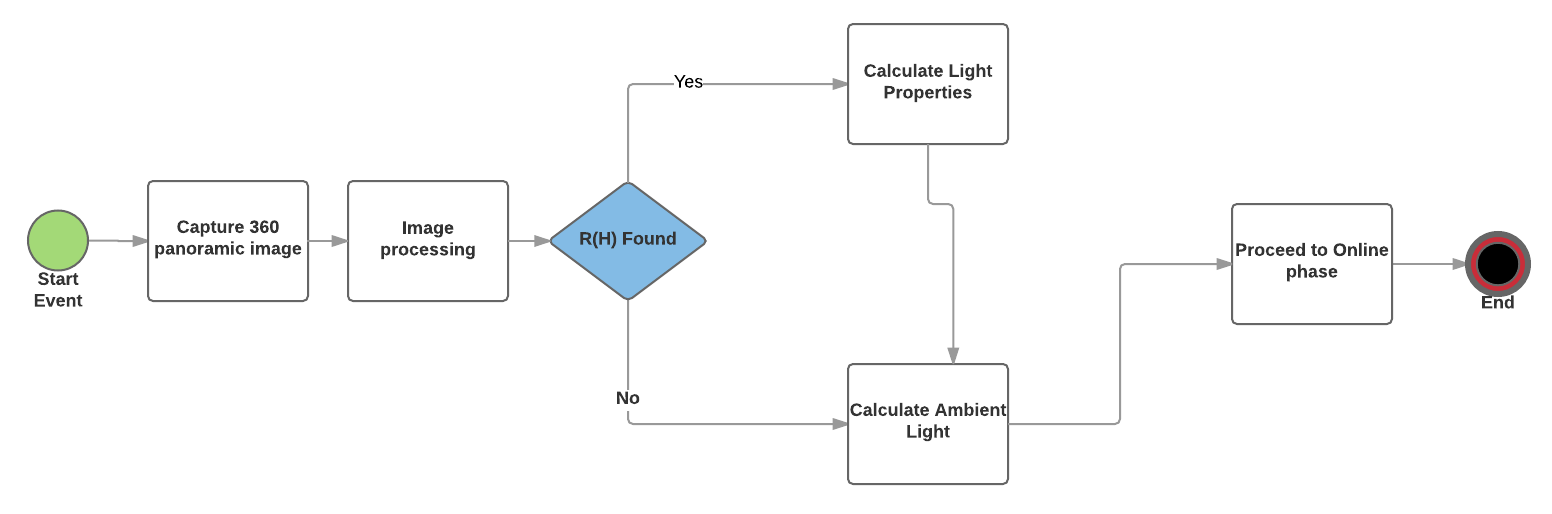 Start
Event
Capture 360
panoramic image
Image
processing
R(H) Found
Yes
No
Calculate Light
Properties
Calculate Ambient
Light
Proceed to Online
phase
End